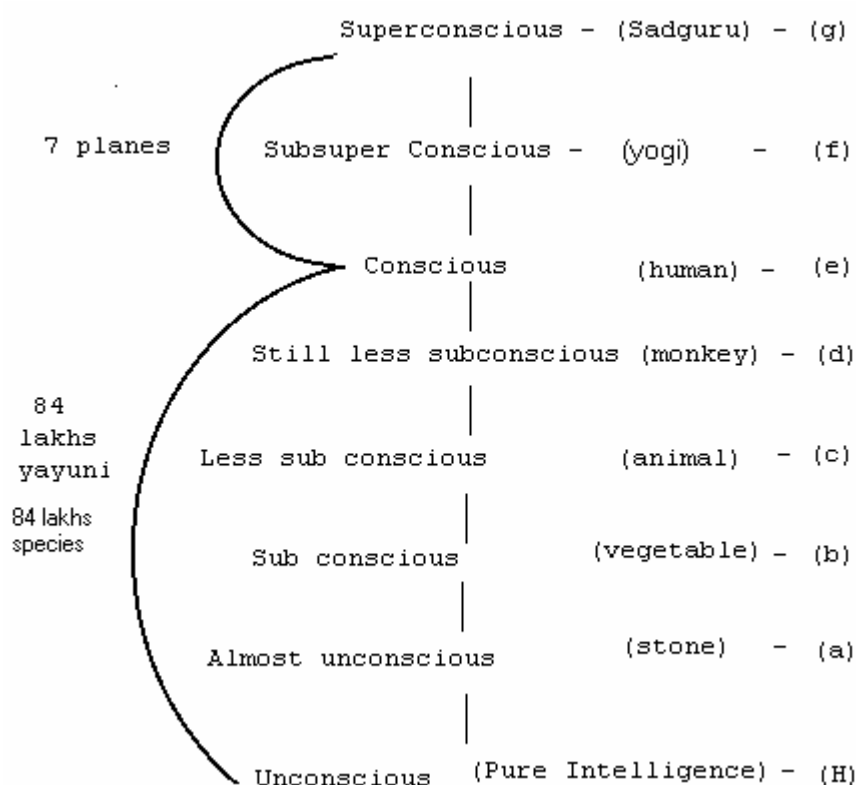 Superconscious - (Sadguru) - (g)
7 planes
Subsuper Conscious - (yogi) - (f)
Conscious (human) - (e)
Still less subconscious (monkey) - (d)
84
lakhs
yayuni
84 lakhs
species
Less sub conscious (animal) - (c)
Sub conscious (vegetable) - (b)
Almost unconscious (stone) - (a)
Unconscious (Pure Intelligence) - (H)